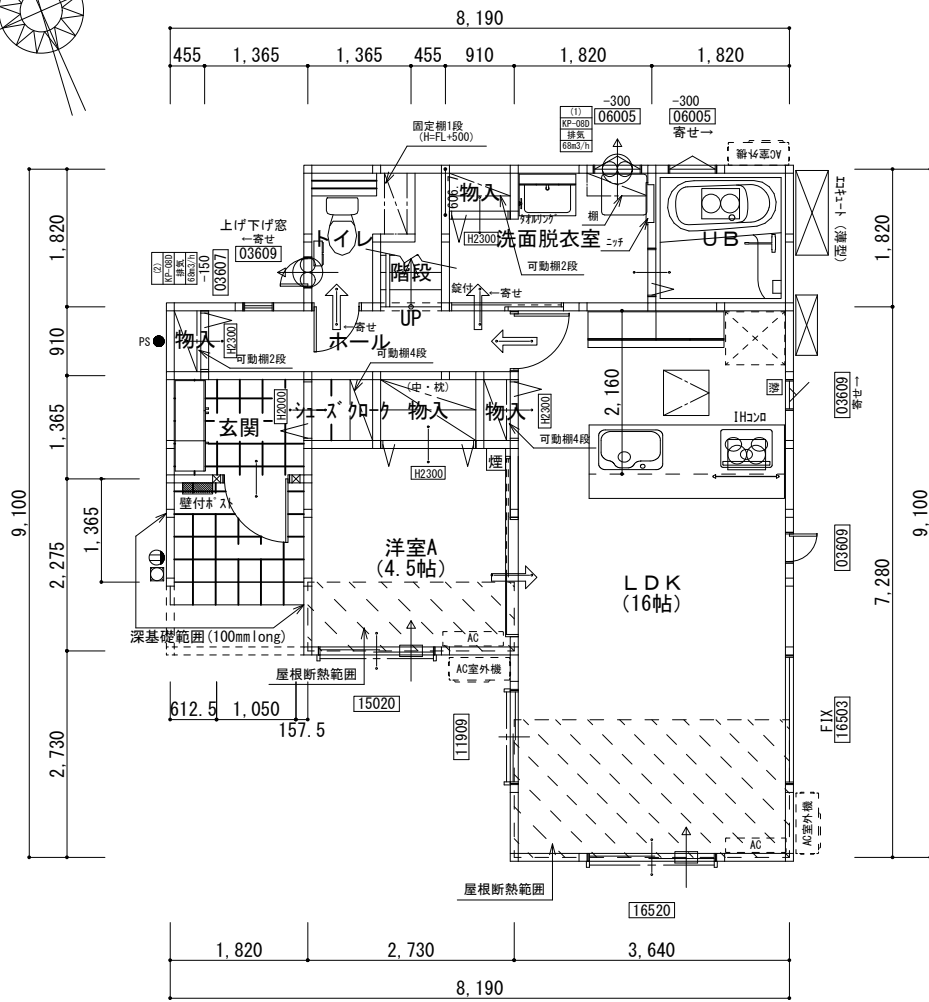 8,190
455
1,365
1,365
455
910
1,820
1,820
固定棚1段
(H=FL+500)
(1)
KP-08D
排気
68m3/h
-300
06005
-300
06005
寄せ→
AC室外機
エコキュート(薄型)
1,820
910
1,365
2,275
2,730
9,100
1,365
上げ下げ窓
←寄せ
03609
(2)
KP-08D
排気
68m3/h
-150
03607
トイレ
階段
UP
606.7
物入
H2300
タオルリング
洗面脱衣室
棚
ニッチ
可動棚2段
錠付
←寄せ
UB
PS
物入
H2300
可動棚2段
←寄せ
ホール
可動棚4段
玄関
H2000
シューズクローク
(中・枕)
物入
H2300
物入
H2300
可動棚4段
煙
2,160
熱
IHコンロ
03609
寄せ→
03609
1,820
7,280
9,100
壁付ポスト
洋室A
(4.5帖)
LDK
(16帖)
深基礎範囲(100mmlong)
屋根断熱範囲
AC
AC室外機
15020
612.5
1,050
157.5
11909
FIX
16503
AC
AC室外機
屋根断熱範囲
16520
1,820
2,730
3,640
8,190